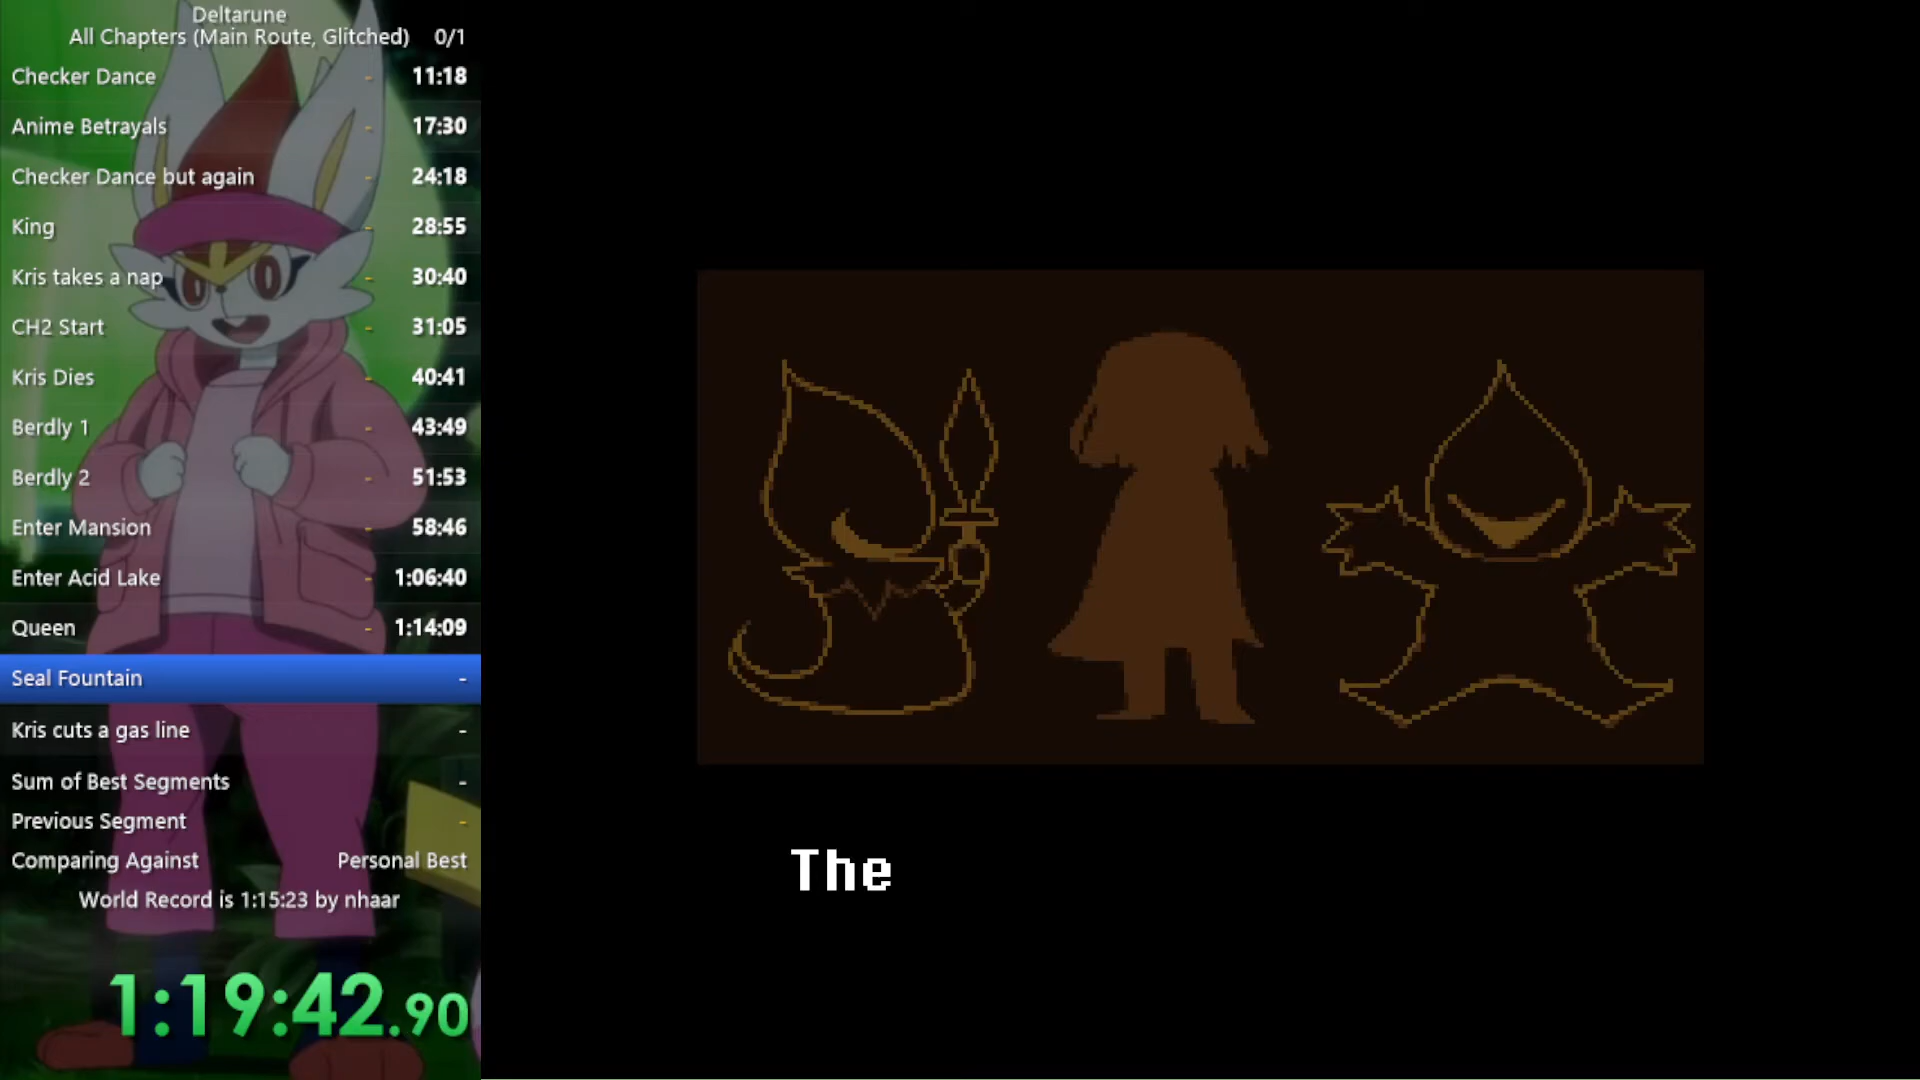 Deltarune
All Chapters (Main Route, Glitched) 0/1
Checker Dance - 11:18
Anime Betrayals - 17:30
Checker Dance but again - 24:18
King - 28:55
Kris takes a nap - 30:40
CH2 Start - 31:05
Kris Dies - 40:41
Berdly 1 - 43:49
Berdly 2 - 51:53
Enter Mansion - 58:46
Enter Acid Lake - 1:06:40
Queen - 1:14:09
Seal Fountain -
Kris cuts a gas line -
Sum of Best Segments -
Previous Segment -
Comparing Against Personal Best
World Record is 1:15:23 by nhaar
1:19:42.90
The